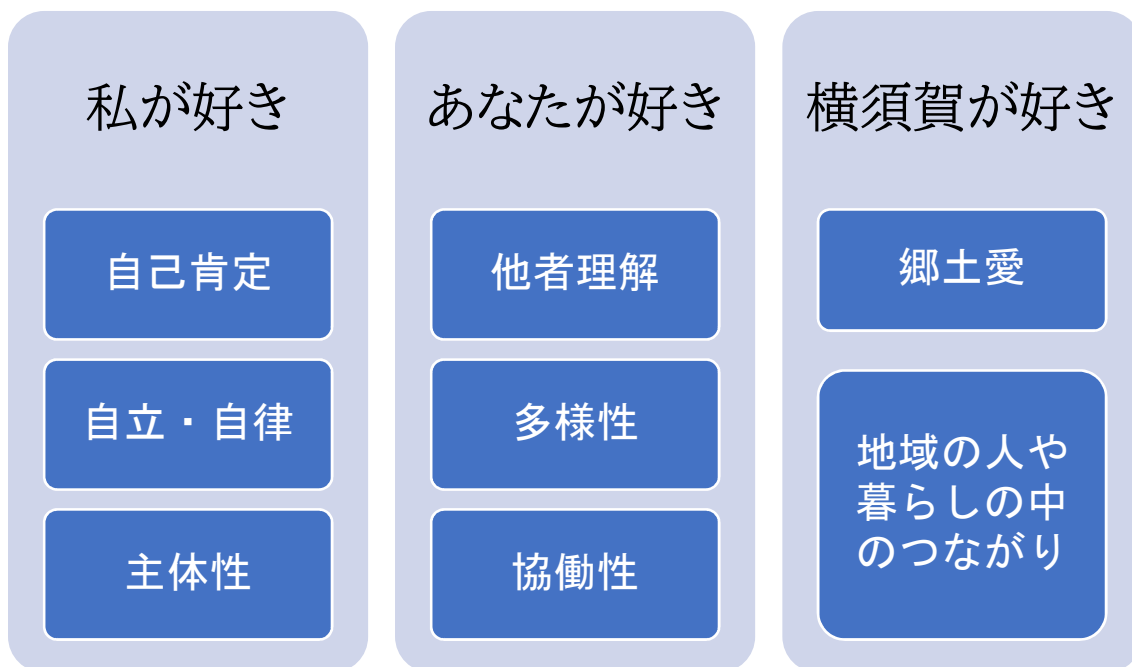 私が好き
自己肯定
自立・自律
主体性
あなたが好き
他者理解
多様性
協働性
横須賀が好き
郷土愛
地域の人や
暮らしの中
のつながり